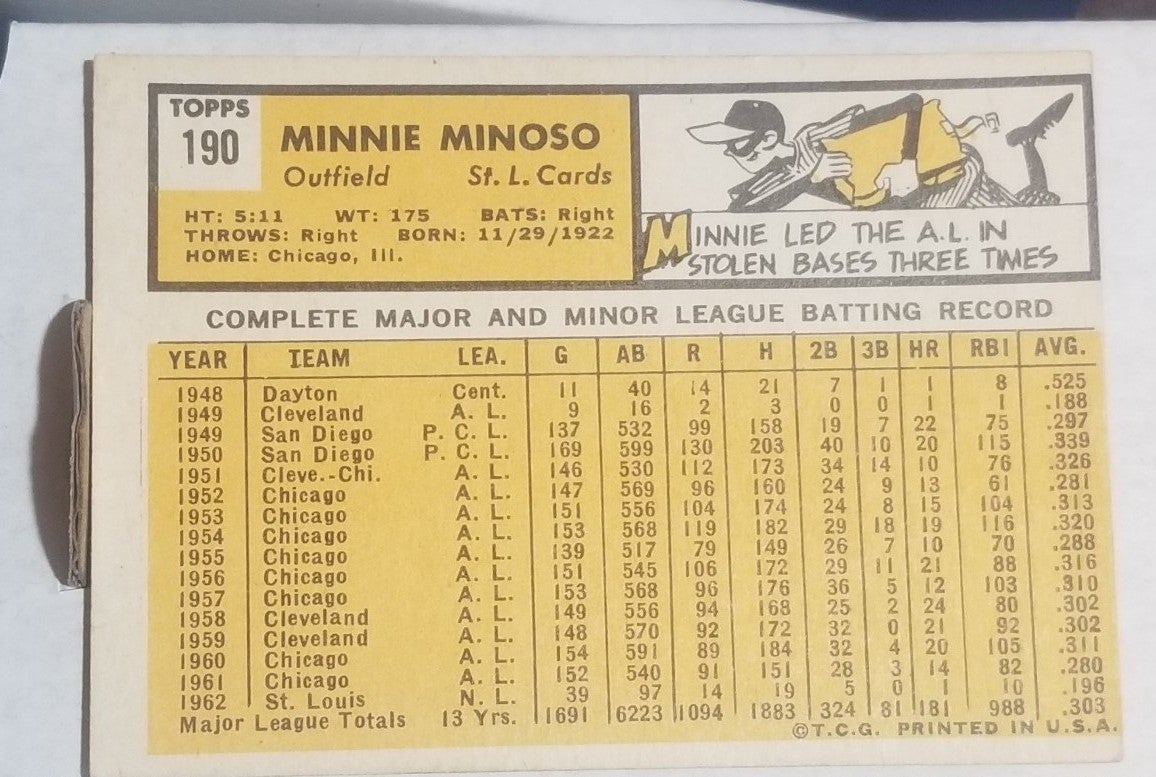 TOPPS
190
MINNIE MINOSO
Outfield St. L. Cards
HT: 5:11 WT: 175 BATS: Right
THROWS: Right BORN: 11/29/1922
HOME: Chicago, Ill.
MINNIE LED THE A.L. IN
STOLEN BASES THREE TIMES
COMPLETE MAJOR AND MINOR LEAGUE BATTING RECORD
YEAR TEAM LEA. G AB R H 2B 3B HR RBI AVG.
1948 Dayton Cent. 11 40 14 21 7 1 1 8 .525
1949 Cleveland A. L. 9 16 2 3 0 0 1 1 .188
1949 San Diego P. C. L. 137 532 99 158 19 7 22 75 .297
1950 San Diego P. C. L. 169 599 130 203 40 10 20 115 .339
1951 Cleve.-Chi. A. L. 146 530 112 173 34 14 10 76 .326
1952 Chicago A. L. 147 569 96 160 24 9 13 61 .281
1953 Chicago A. L. 151 556 104 174 24 8 15 104 .313
1954 Chicago A. L. 153 568 119 182 29 18 19 116 .320
1955 Chicago A. L. 139 517 79 149 26 7 10 70 .288
1956 Chicago A. L. 151 545 106 172 29 11 21 88 .316
1957 Chicago A. L. 153 568 96 176 36 5 12 103 .310
1958 Cleveland A. L. 149 556 94 168 25 2 24 80 .302
1959 Cleveland A. L. 148 570 92 172 32 0 21 92 .302
1960 Chicago A. L. 154 591 89 184 32 4 20 105 .311
1961 Chicago A. L. 152 540 91 151 28 3 14 82 .280
1962 St. Louis N. L. 39 97 14 19 5 0 1 10 .196
Major League Totals 13 Yrs. 1691 6223 1094 1883 324 81 181 988 .303
©T.C.G. PRINTED IN U.S.A.